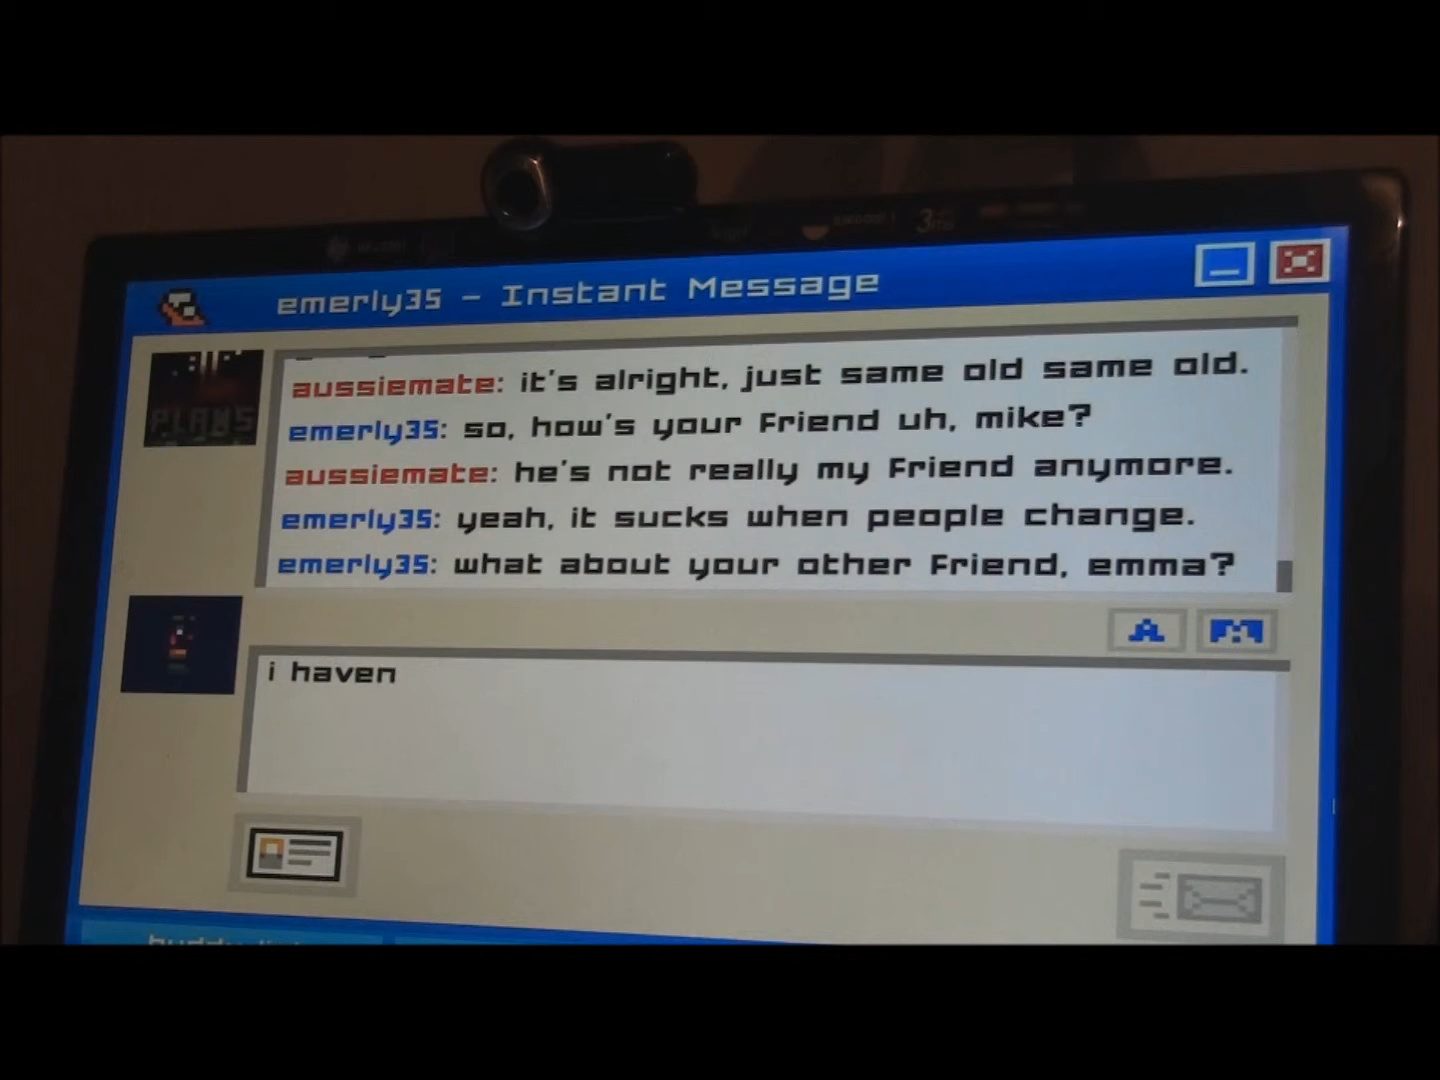 emerly35 - Instant Message
PLAYS
aussiemate: it's alright, just same old same old.
emerly35: so, how's your friend uh, mike?
aussiemate: he's not really my friend anymore.
emerly35: yeah, it sucks when people change.
emerly35: what about your other friend, emma?
A
i haven